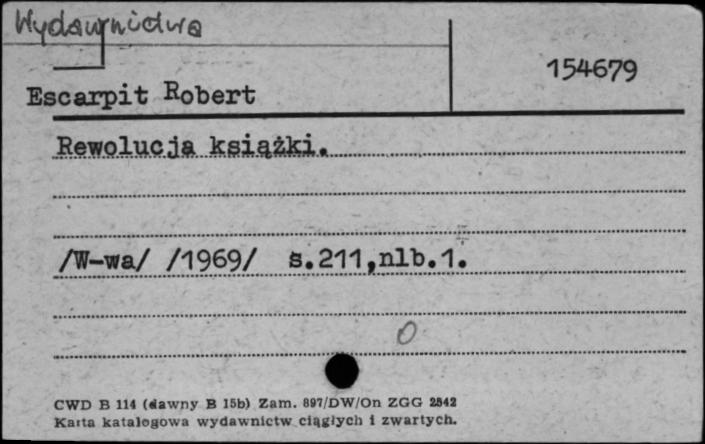 Wydawnictwa
154679
Escarpit Robert
Rewolucja książki.
/W-wa/ /1969/ s.211,nlb.1.
0
CWD B 114 (dawny B 15b) Zam. 897/DW/On ZGG 2842
Karta katalogowa wydawnictw ciągłych i zwartych.